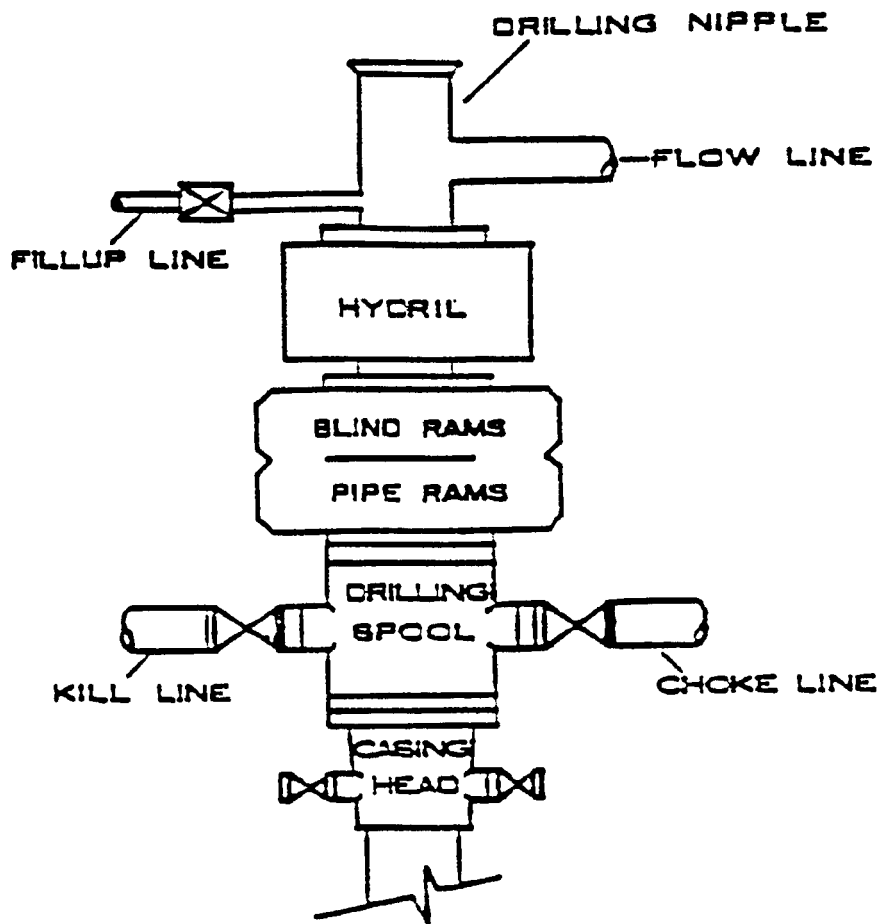 DRILLING NIPPLE
FLOW LINE
FILLUP LINE
HYDRIL
BLIND RAMS
PIPE RAMS
DRILLING
SPOOL
KILL LINE
CHOKE LINE
CASING
HEAD